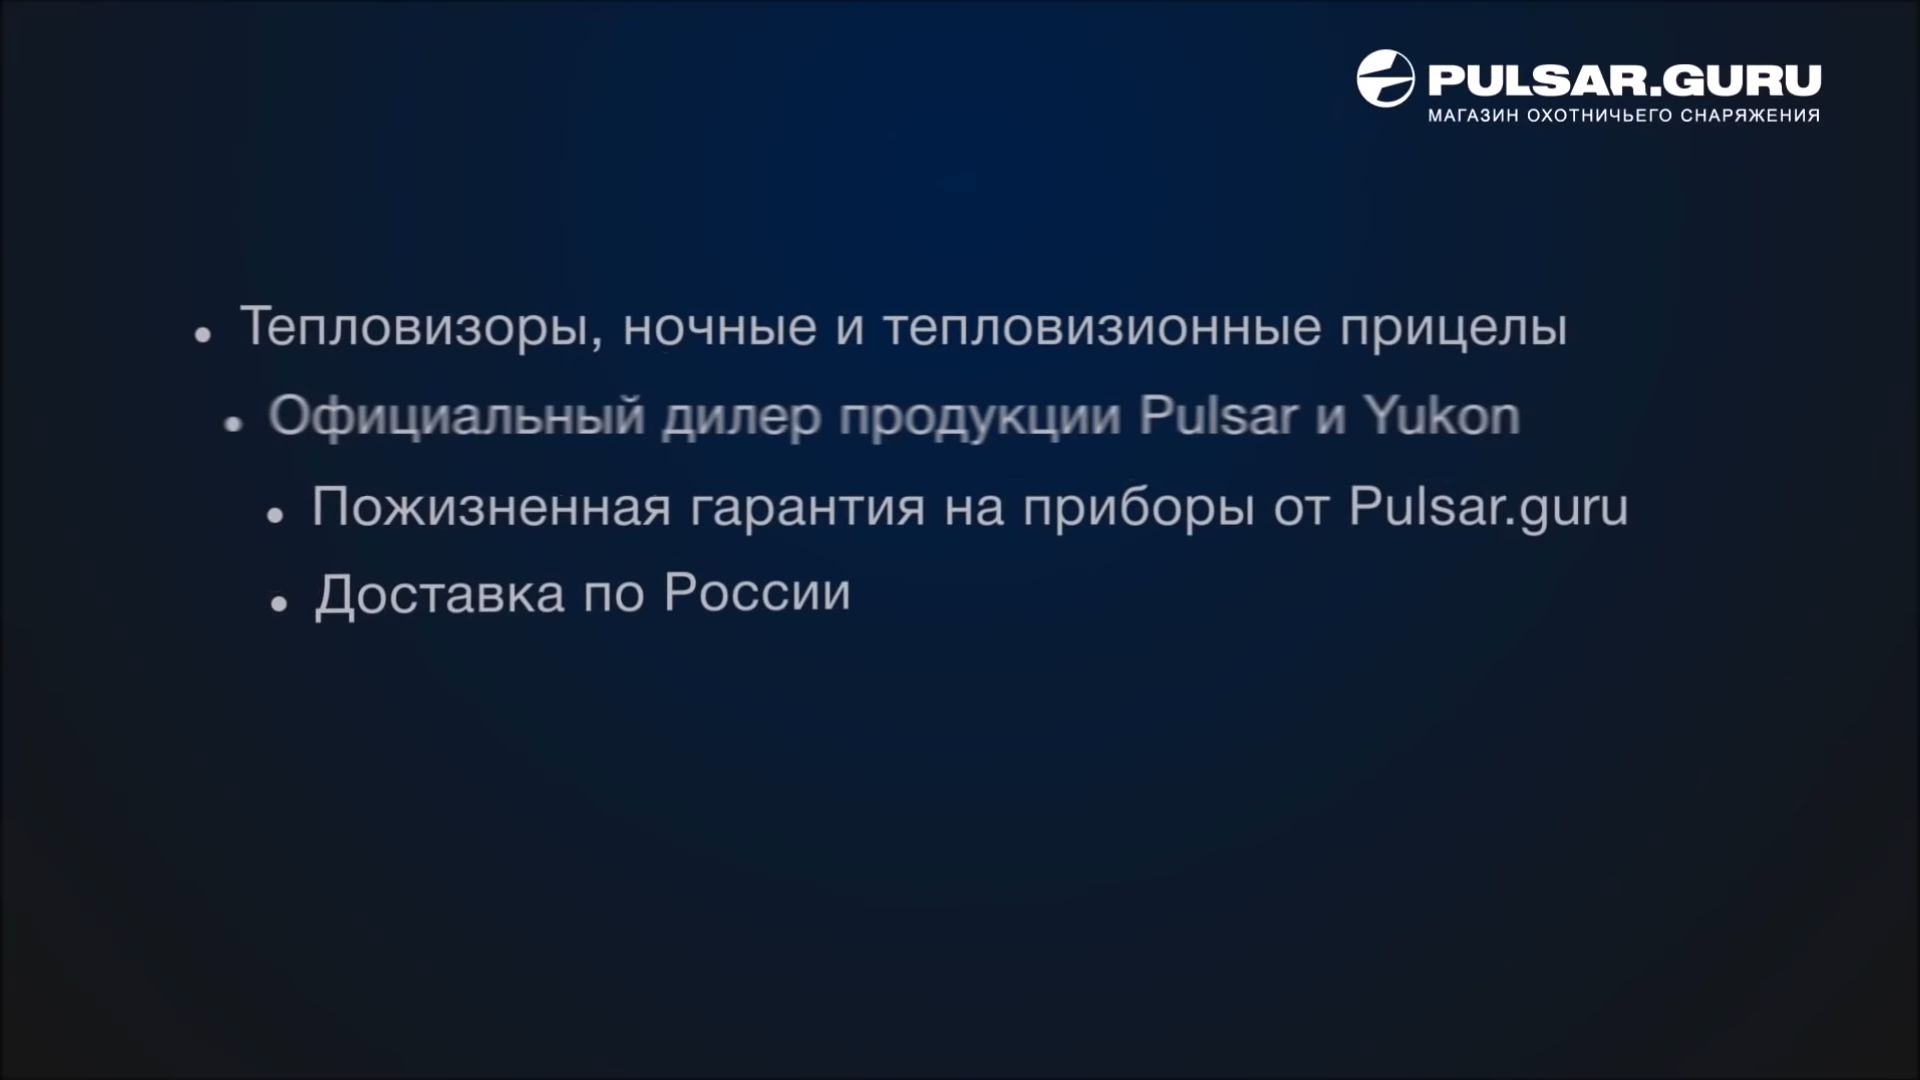 PULSAR.GURU
МАГАЗИН ОХОТНИЧЬЕГО СНАРЯЖЕНИЯ
• Тепловизоры, ночные и тепловизионные прицелы
• Официальный дилер продукции Pulsar и Yukon
• Пожизненная гарантия на приборы от Pulsar.guru
• Доставка по России